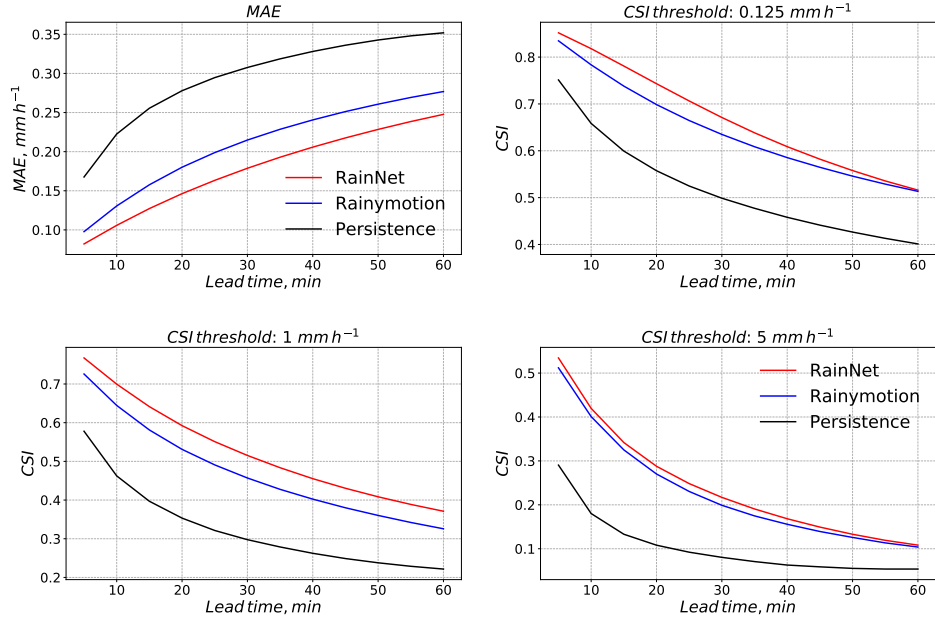 MAE
0.35
0.30
0.25
0.20
0.15
0.10
MAE, mm h⁻¹
RainNet
Rainymotion
Persistence
10 20 30 40 50 60
Lead time, min
CSI threshold: 0.125 mm h⁻¹
0.8
0.7
0.6
0.5
0.4
CSI
10 20 30 40 50 60
Lead time, min
CSI threshold: 1 mm h⁻¹
0.7
0.6
0.5
0.4
0.3
0.2
CSI
10 20 30 40 50 60
Lead time, min
CSI threshold: 5 mm h⁻¹
0.5
0.4
0.3
0.2
0.1
CSI
RainNet
Rainymotion
Persistence
10 20 30 40 50 60
Lead time, min